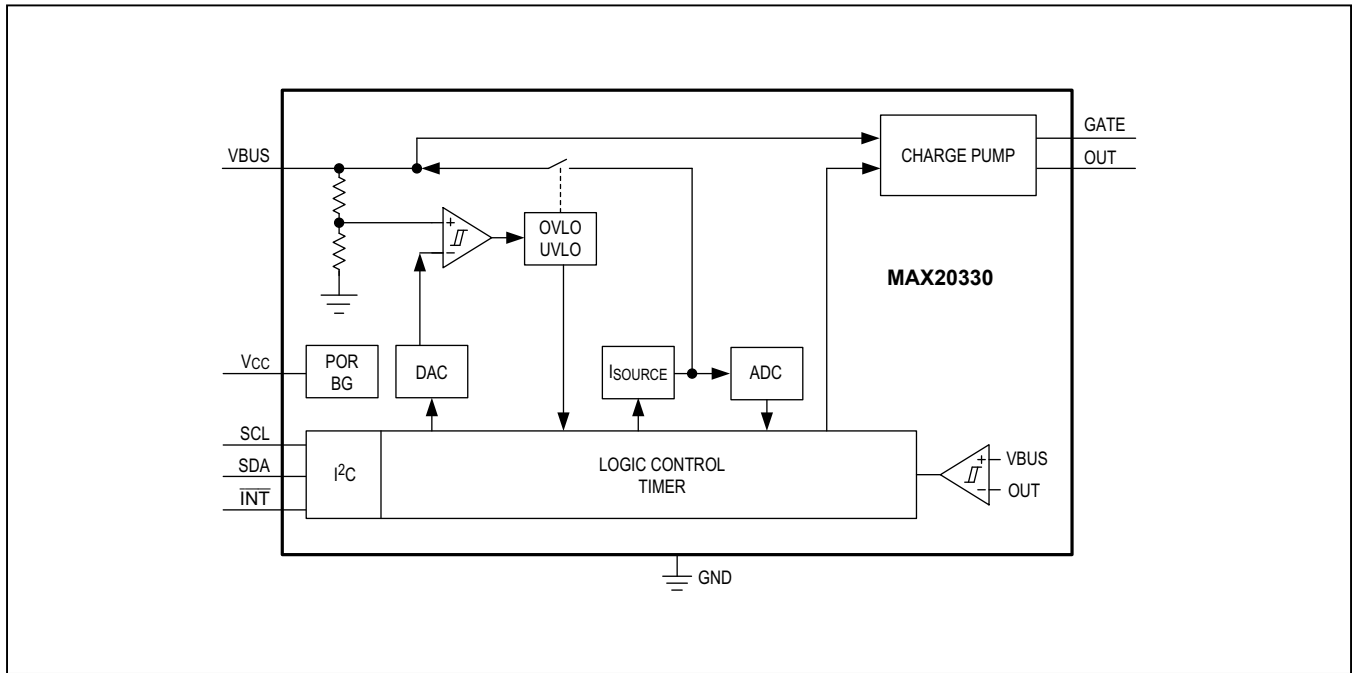 GATE
OUT
CHARGE PUMP
VBUS
+
−
OVLO
UVLO
MAX20330
VCC
POR
BG
DAC
ISOURCE
ADC
SCL
SDA
INT
I²C
LOGIC CONTROL
TIMER
+
−
VBUS
OUT
GND